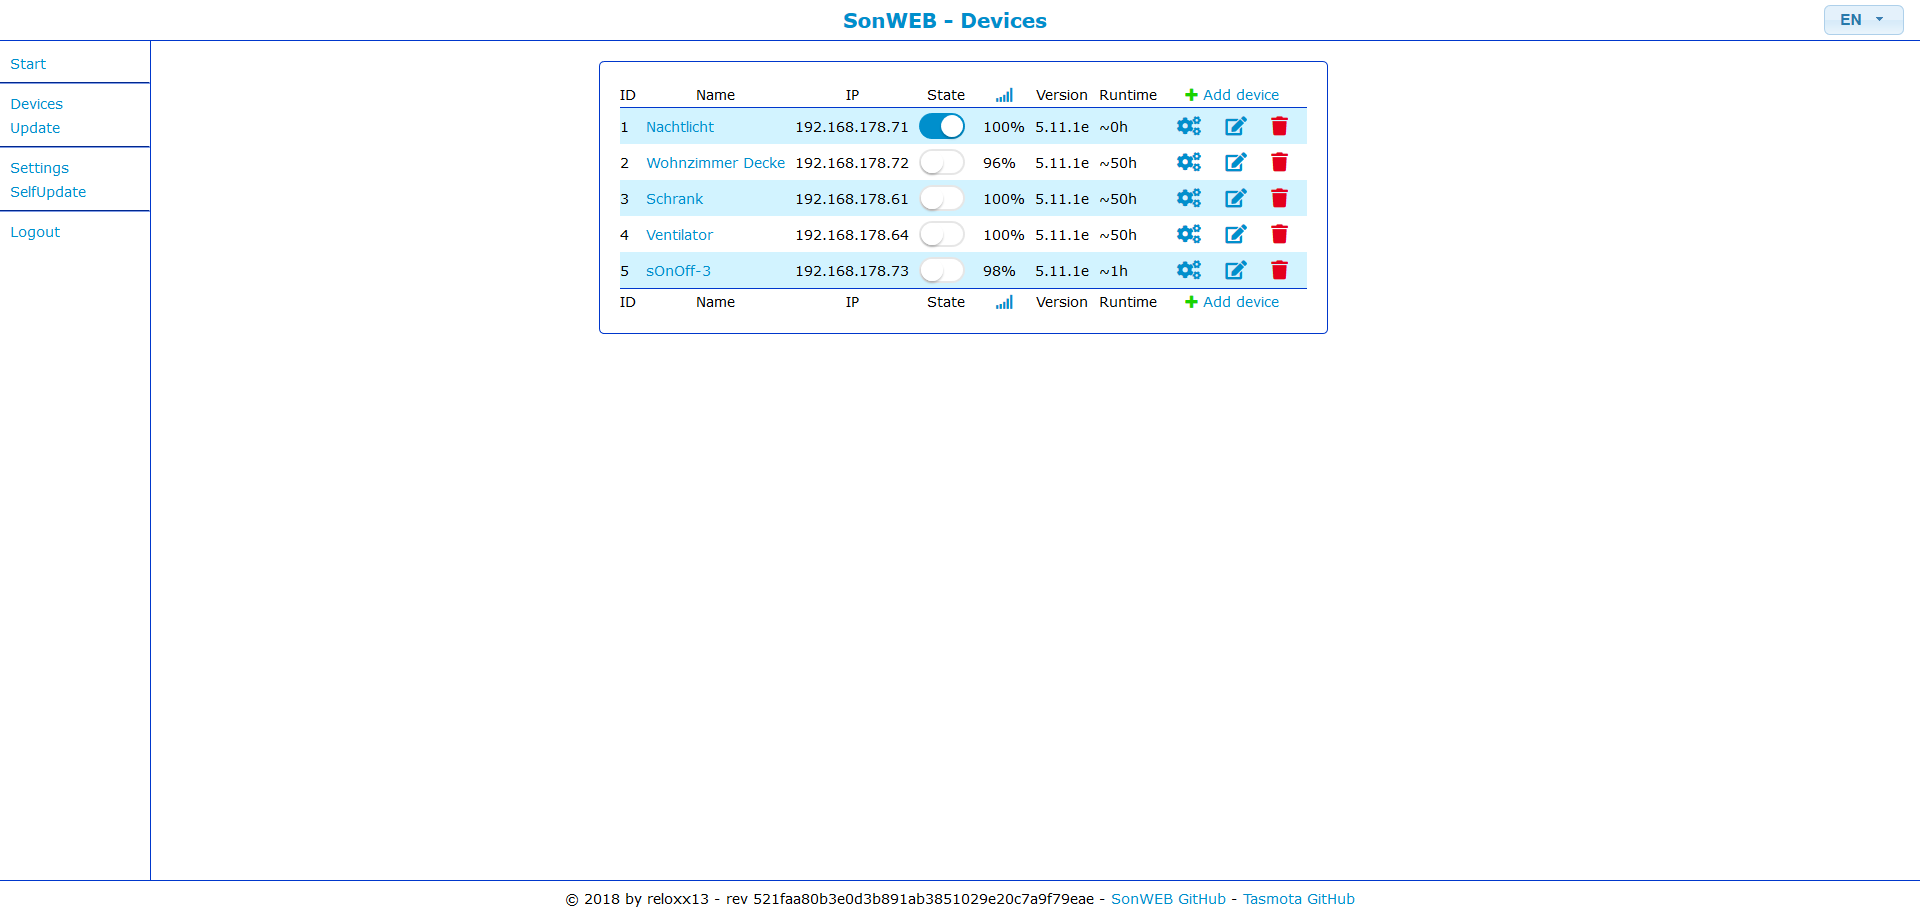 SonWEB - Devices
EN
Start
Devices
Update
Settings
SelfUpdate
Logout
ID Name IP State Version Runtime Add device
1 Nachtlicht 192.168.178.71 100% 5.11.1e ~0h
2 Wohnzimmer Decke 192.168.178.72 96% 5.11.1e ~50h
3 Schrank 192.168.178.61 100% 5.11.1e ~50h
4 Ventilator 192.168.178.64 100% 5.11.1e ~50h
5 sOnOff-3 192.168.178.73 98% 5.11.1e ~1h
ID Name IP State Version Runtime Add device
© 2018 by reloxx13 - rev 521faa80b3e0d3b891ab3851029e20c7a9f79eae - SonWEB GitHub - Tasmota GitHub